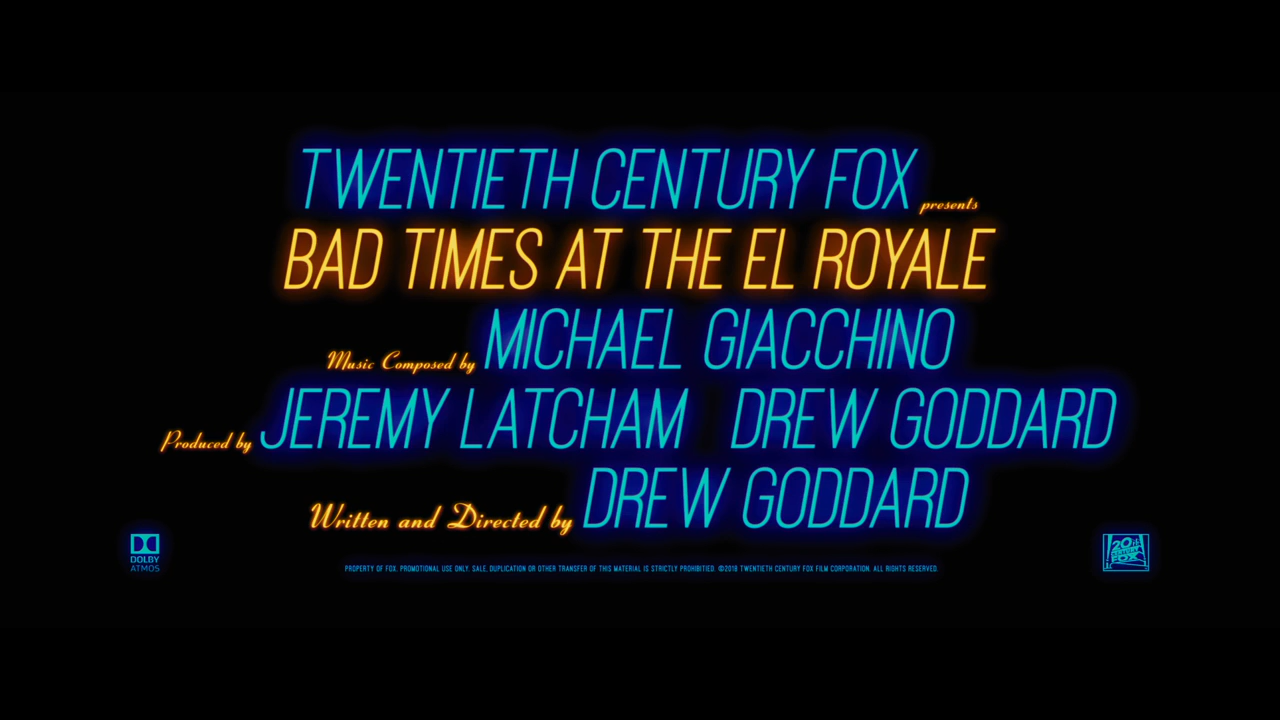 TWENTIETH CENTURY FOX presents
BAD TIMES AT THE EL ROYALE
Music Composed by MICHAEL GIACCHINO
Produced by JEREMY LATCHAM DREW GODDARD
Written and Directed by DREW GODDARD
DOLBY
ATMOS
PROPERTY OF FOX. PROMOTIONAL USE ONLY. SALE, DUPLICATION OR OTHER TRANSFER OF THIS MATERIAL IS STRICTLY PROHIBITED. ©2018 TWENTIETH CENTURY FOX FILM CORPORATION. ALL RIGHTS RESERVED.
20th
CENTURY
FOX